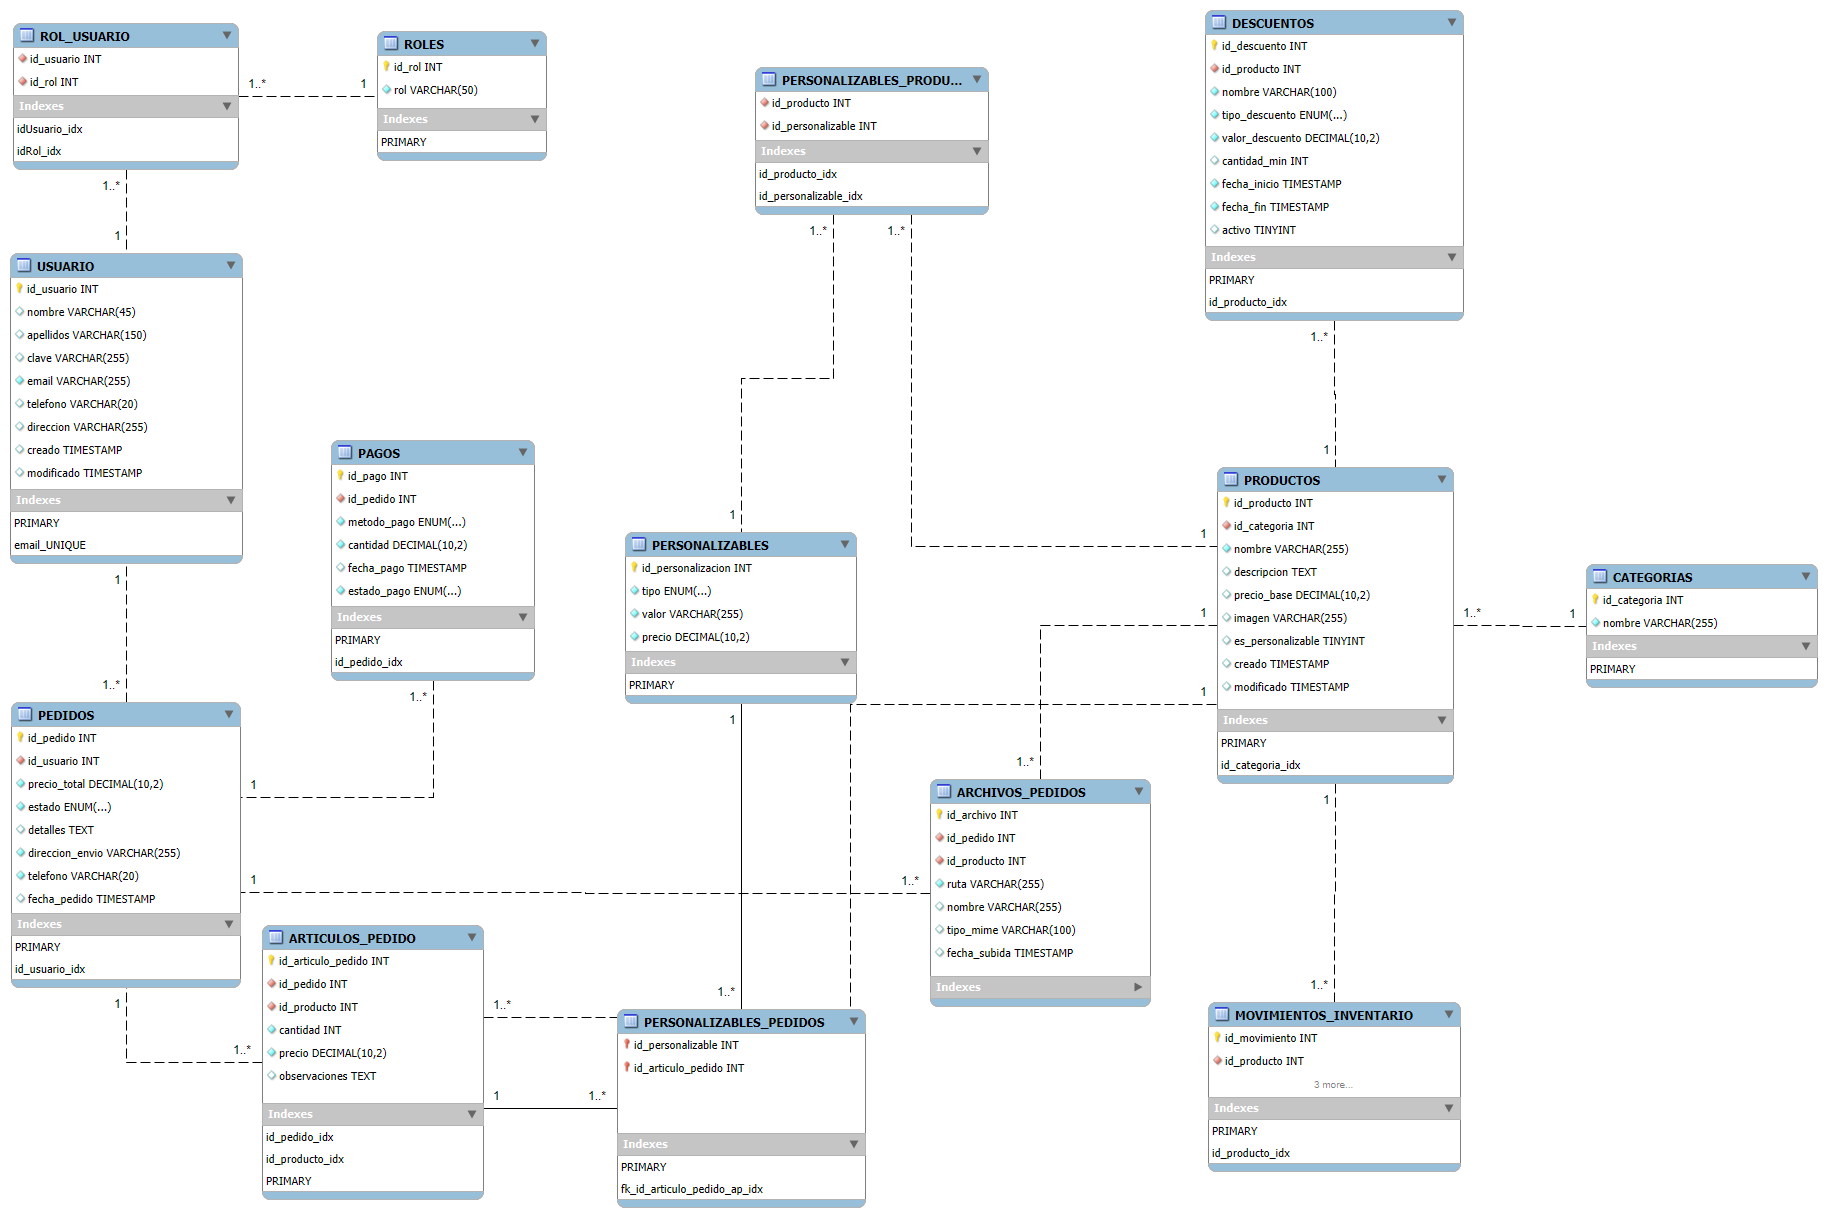 ROL_USUARIO
id_usuario INT
id_rol INT
Indexes
idUsuario_idx
idRol_idx
1..*
1
ROLES
id_rol INT
rol VARCHAR(50)
Indexes
PRIMARY
1..*
1
USUARIO
id_usuario INT
nombre VARCHAR(45)
apellidos VARCHAR(150)
clave VARCHAR(255)
email VARCHAR(255)
telefono VARCHAR(20)
direccion VARCHAR(255)
creado TIMESTAMP
modificado TIMESTAMP
Indexes
PRIMARY
email_UNIQUE
1
1..*
PEDIDOS
id_pedido INT
id_usuario INT
precio_total DECIMAL(10,2)
estado ENUM(...)
detalles TEXT
direccion_envio VARCHAR(255)
telefono VARCHAR(20)
fecha_pedido TIMESTAMP
Indexes
PRIMARY
id_usuario_idx
1
1
1
1..*
PAGOS
id_pago INT
id_pedido INT
metodo_pago ENUM(...)
cantidad DECIMAL(10,2)
fecha_pago TIMESTAMP
estado_pago ENUM(...)
Indexes
PRIMARY
id_pedido_idx
1..*
ARTICULOS_PEDIDO
id_articulo_pedido INT
id_pedido INT
id_producto INT
cantidad INT
precio DECIMAL(10,2)
observaciones TEXT
Indexes
id_pedido_idx
id_producto_idx
PRIMARY
1..*
1
1..*
PERSONALIZABLES_PRODU...
id_producto INT
id_personalizable INT
Indexes
id_producto_idx
id_personalizable_idx
1..*
1..*
1
PERSONALIZABLES
id_personalizacion INT
tipo ENUM(...)
valor VARCHAR(255)
precio DECIMAL(10,2)
Indexes
PRIMARY
1
1..*
PERSONALIZABLES_PEDIDOS
id_personalizable INT
id_articulo_pedido INT
Indexes
PRIMARY
fk_id_articulo_pedido_ap_idx
1..*
1..*
ARCHIVOS_PEDIDOS
id_archivo INT
id_pedido INT
id_producto INT
ruta VARCHAR(255)
nombre VARCHAR(255)
tipo_mime VARCHAR(100)
fecha_subida TIMESTAMP
Indexes
DESCUENTOS
id_descuento INT
id_producto INT
nombre VARCHAR(100)
tipo_descuento ENUM(...)
valor_descuento DECIMAL(10,2)
cantidad_min INT
fecha_inicio TIMESTAMP
fecha_fin TIMESTAMP
activo TINYINT
Indexes
PRIMARY
id_producto_idx
1..*
1
1
1
1
PRODUCTOS
id_producto INT
id_categoria INT
nombre VARCHAR(255)
descripcion TEXT
precio_base DECIMAL(10,2)
imagen VARCHAR(255)
es_personalizable TINYINT
creado TIMESTAMP
modificado TIMESTAMP
Indexes
PRIMARY
id_categoria_idx
1..*
1
CATEGORIAS
id_categoria INT
nombre VARCHAR(255)
Indexes
PRIMARY
1
1..*
MOVIMIENTOS_INVENTARIO
id_movimiento INT
id_producto INT
3 more...
Indexes
PRIMARY
id_producto_idx